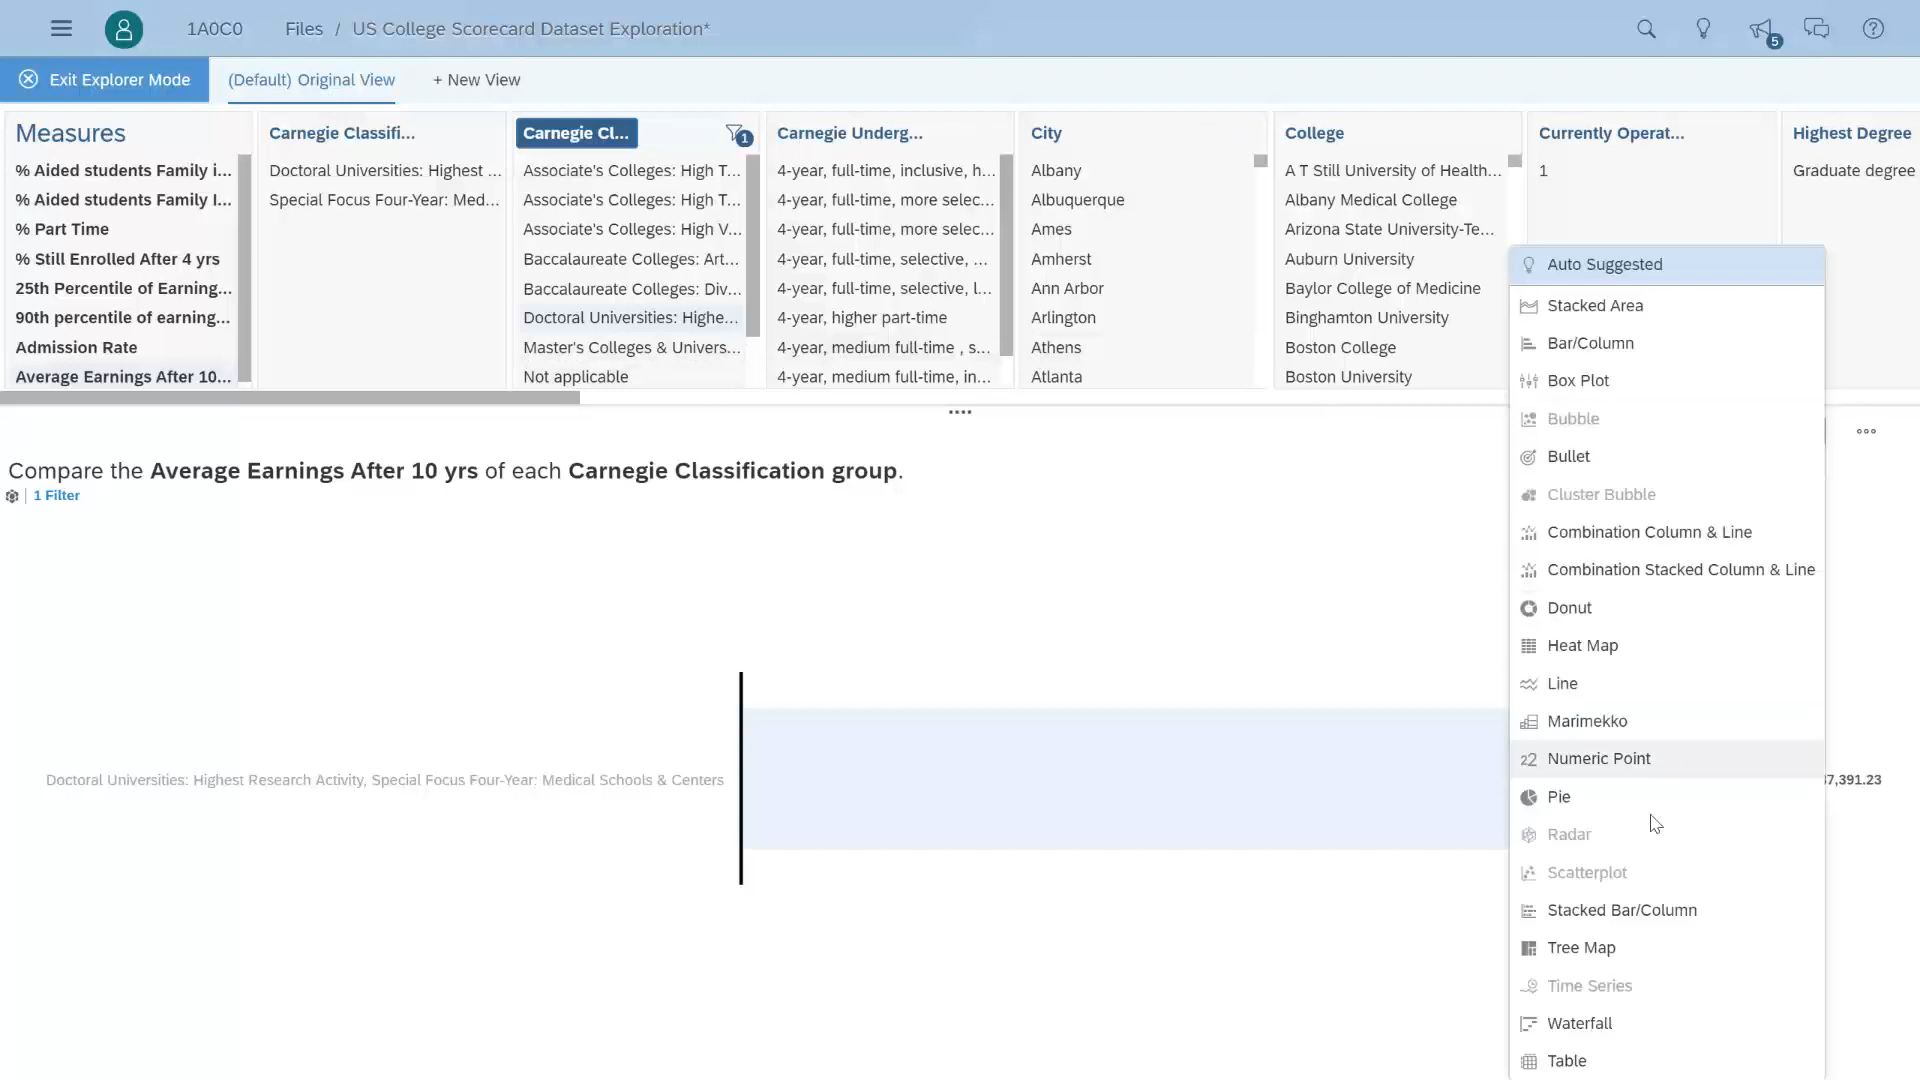 1A0C0 Files / US College Scorecard Dataset Exploration*
5
Exit Explorer Mode (Default) Original View + New View
Measures
% Aided students Family i...
% Aided students Family I...
% Part Time
% Still Enrolled After 4 yrs
25th Percentile of Earning...
90th percentile of earning...
Admission Rate
Average Earnings After 10...
Carnegie Classifi...
Doctoral Universities: Highest ...
Special Focus Four-Year: Med...
Carnegie Cl...
1
Associate's Colleges: High T...
Associate's Colleges: High T...
Associate's Colleges: High V...
Baccalaureate Colleges: Art...
Baccalaureate Colleges: Div...
Doctoral Universities: Highe...
Master's Colleges & Univers...
Not applicable
Carnegie Underg...
4-year, full-time, inclusive, h...
4-year, full-time, more selec...
4-year, full-time, more selec...
4-year, full-time, selective, ...
4-year, full-time, selective, l...
4-year, higher part-time
4-year, medium full-time , s...
4-year, medium full-time, in...
City
Albany
Albuquerque
Ames
Amherst
Ann Arbor
Arlington
Athens
Atlanta
College
A T Still University of Health...
Albany Medical College
Arizona State University-Te...
Auburn University
Baylor College of Medicine
Binghamton University
Boston College
Boston University
Currently Operat...
1
Highest Degree
Graduate degree
Compare the Average Earnings After 10 yrs of each Carnegie Classification group.
1 Filter
Doctoral Universities: Highest Research Activity, Special Focus Four-Year: Medical Schools & Centers
7,391.23
Auto Suggested
Stacked Area
Bar/Column
Box Plot
Bubble
Bullet
Cluster Bubble
Combination Column & Line
Combination Stacked Column & Line
Donut
Heat Map
Line
Marimekko
Numeric Point
Pie
Radar
Scatterplot
Stacked Bar/Column
Tree Map
Time Series
Waterfall
Table